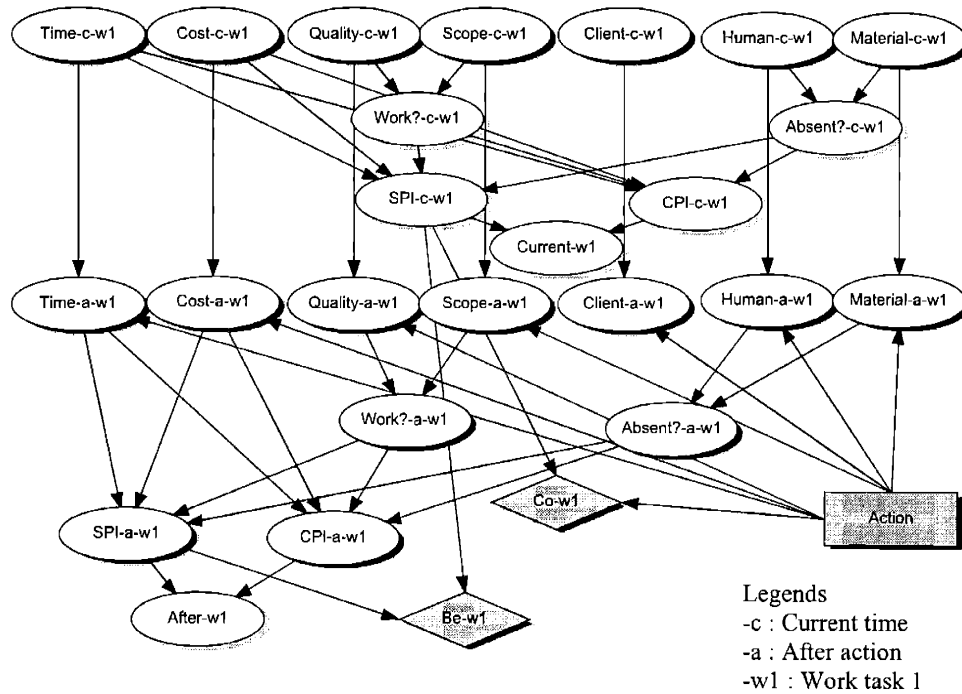 Time-c-w1
Cost-c-w1
Quality-c-w1
Scope-c-w1
Client-c-w1
Human-c-w1
Material-c-w1
Work?-c-w1
Absent?-c-w1
SPI-c-w1
CPI-c-w1
Current-w1
Time-a-w1
Cost-a-w1
Quality-a-w1
Scope-a-w1
Client-a-w1
Human-a-w1
Material-a-w1
Work?-a-w1
Absent?-a-w1
Co-w1
Action
SPI-a-w1
CPI-a-w1
After-w1
Be-w1
Legends
-c : Current time
-a : After action
-w1 : Work task 1